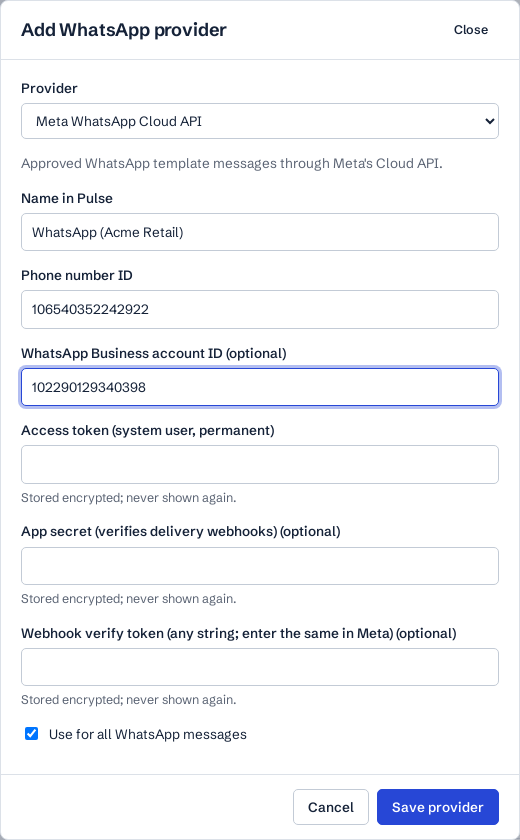 Add WhatsApp provider
Close
Provider
Meta WhatsApp Cloud API
Approved WhatsApp template messages through Meta's Cloud API.
Name in Pulse
WhatsApp (Acme Retail)
Phone number ID
106540352242922
WhatsApp Business account ID (optional)
102290129340398
Access token (system user, permanent)
Stored encrypted; never shown again.
App secret (verifies delivery webhooks) (optional)
Stored encrypted; never shown again.
Webhook verify token (any string; enter the same in Meta) (optional)
Stored encrypted; never shown again.
Use for all WhatsApp messages
Cancel
Save provider